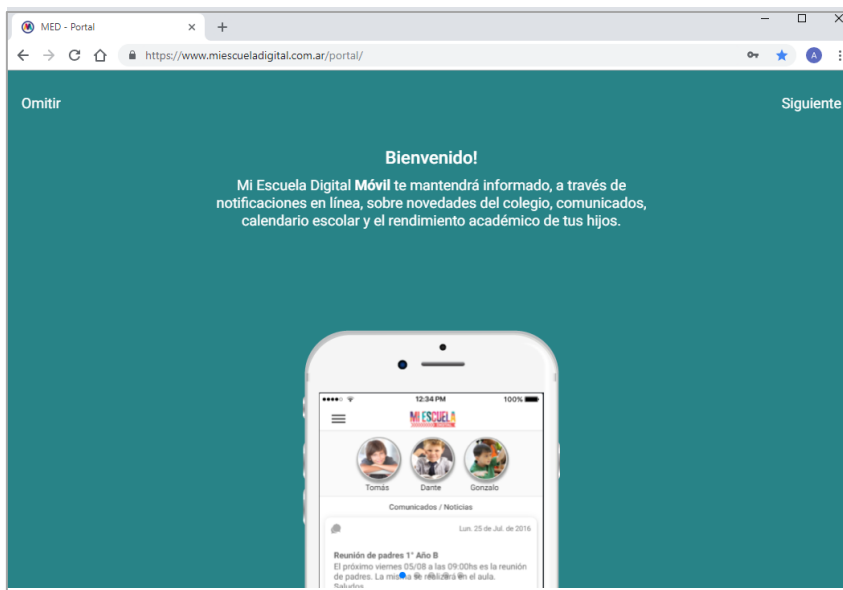 MED - Portal
https://www.miescueladigital.com.ar/portal/
A
Omitir
Siguiente
Bienvenido!
Mi Escuela Digital Móvil te mantendrá informado, a través de
notificaciones en línea, sobre novedades del colegio, comunicados,
calendario escolar y el rendimiento académico de tus hijos.
12:34 PM
100%
MI ESCUELA
Tomás
Dante
Gonzalo
Comunicados / Noticias
Lun. 25 de Jul. de 2016
Reunión de padres 1° Año B
El próximo viernes 05/08 a las 09:00hs es la reunión
de padres. La misma se realizará en el aula.
Saludos